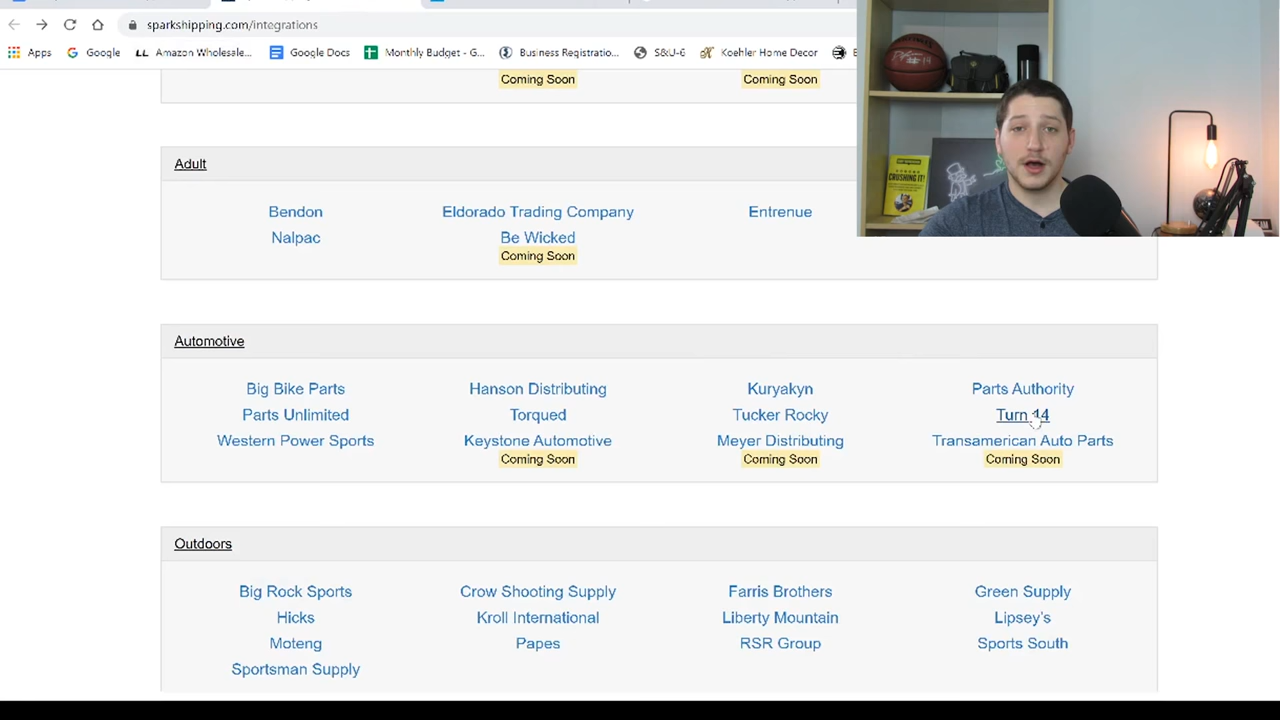 sparkshipping.com/integrations
Apps Google Amazon Wholesale... Google Docs Monthly Budget - G... Business Registratio... S&U-6 Koehler Home Decor
Coming Soon Coming Soon
Adult
Bendon Eldorado Trading Company Entrenue
Nalpac Be Wicked
Coming Soon
Automotive
Big Bike Parts Hanson Distributing Kuryakyn Parts Authority
Parts Unlimited Torqued Tucker Rocky Turn 14
Western Power Sports Keystone Automotive Meyer Distributing Transamerican Auto Parts
Coming Soon Coming Soon Coming Soon
Outdoors
Big Rock Sports Crow Shooting Supply Farris Brothers Green Supply
Hicks Kroll International Liberty Mountain Lipsey's
Moteng Papes RSR Group Sports South
Sportsman Supply
CRUSHING IT!